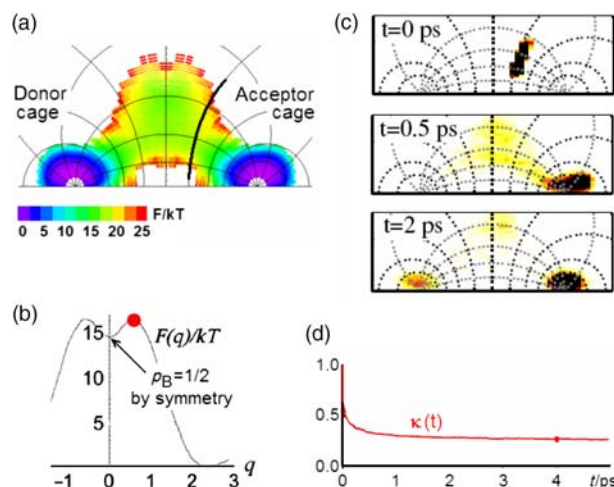 (a)
Donor
cage
Acceptor
cage
F/kT
0 5 10 15 20 25
(b)
15
10
5
F(q)/kT
p_B=1/2
by symmetry
−1 0 1 2 3 q
(c)
t=0 ps
t=0.5 ps
t=2 ps
(d)
1.0
0.5
0.0
κ(t)
0 1 2 3 4 t/ps